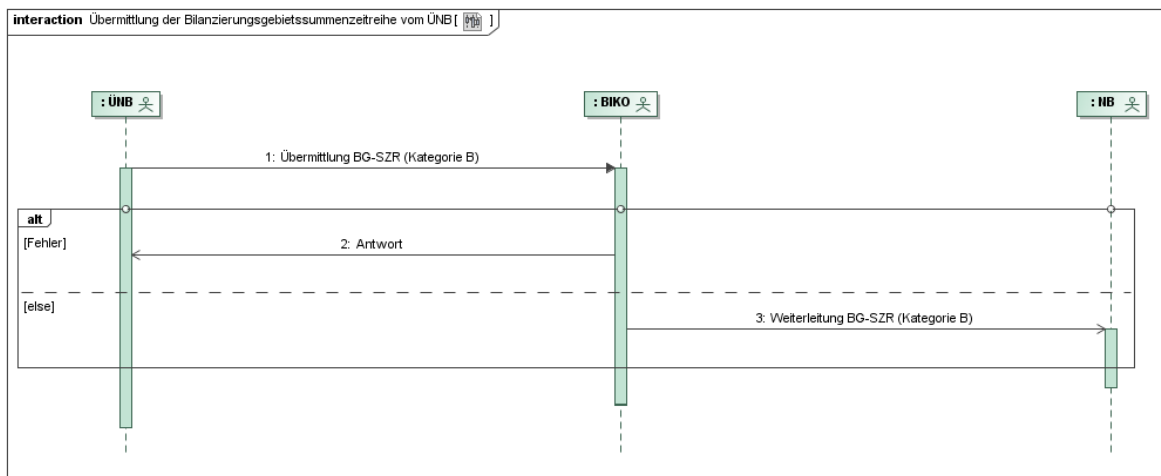 interaction Übermittlung der Bilanzierungsgebietssummenzeitreihe vom ÜNB[ ]
: ÜNB
: BIKO
: NB
1: Übermittlung BG-SZR (Kategorie B)
alt
[Fehler]
2: Antwort
[else]
3: Weiterleitung BG-SZR (Kategorie B)